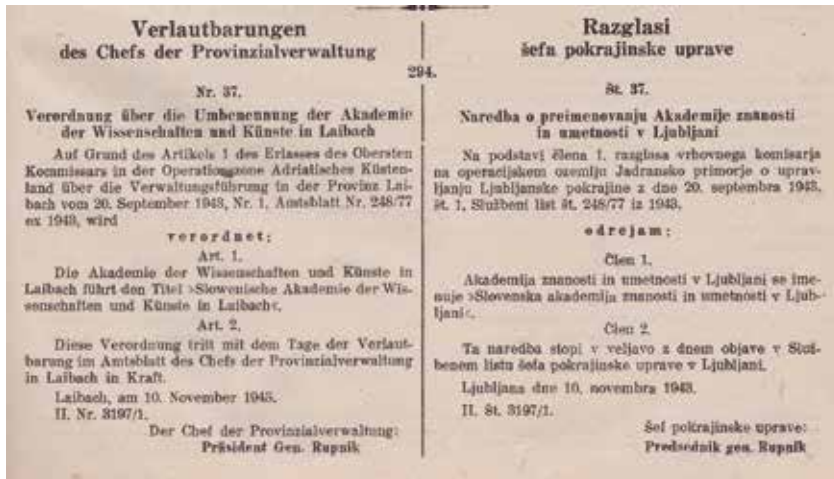 Verlautbarungen
des Chefs der Provinzialverwaltung
Razglasi
šefa pokrajinske uprave
294.
Nr. 37.
Verordnung über die Umbenennung der Akademie
der Wissenschaften und Künste in Laibach
Auf Grund des Artikels 1 des Erlasses des Obersten
Kommissars in der Operationszone Adriatisches Küsten-
land über die Verwaltungsführung in der Provinz Lai-
bach vom 20. September 1943, Nr. 1, Amtsblatt Nr. 248/77
ex 1943, wird
verordnet:
Art. 1.
Die Akademie der Wissenschaften und Künste in
Laibach führt den Titel »Slowenische Akademie der Wis-
senschaften und Künste in Laibach«.
Art. 2.
Diese Verordnung tritt mit dem Tage der Verlaut-
barung im Amtsblatt des Chefs der Provinzialverwaltung
in Laibach in Kraft.
Laibach, am 10. November 1943.
II. Nr. 3197/1.
Der Chef der Provinzialverwaltung:
Präsident Gen. Rupnik
Št. 37.
Naredba o preimenovanju Akademije znanosti
in umetnosti v Ljubljani
Na podstavi člena 1. razglasa vrhovnega komisarja
na operacijskem ozemlju Jadransko primorje o uprav-
ljanju Ljubljanske pokrajine z dne 20. septembra 1943,
št. 1, Službeni list št. 248/77 iz 1943,
odrejam:
Člen 1.
Akademija znanosti in umetnosti v Ljubljani se ime-
nuje »Slovenska akademija znanosti in umetnosti v Ljub-
ljani«.
Člen 2.
Ta naredba stopi v veljavo z dnem objave v Služ-
benem listu šefa pokrajinske uprave v Ljubljani.
Ljubljana dne 10. novembra 1943.
II. Št. 3197/1.
Šef pokrajinske uprave:
Predsednik gen. Rupnik